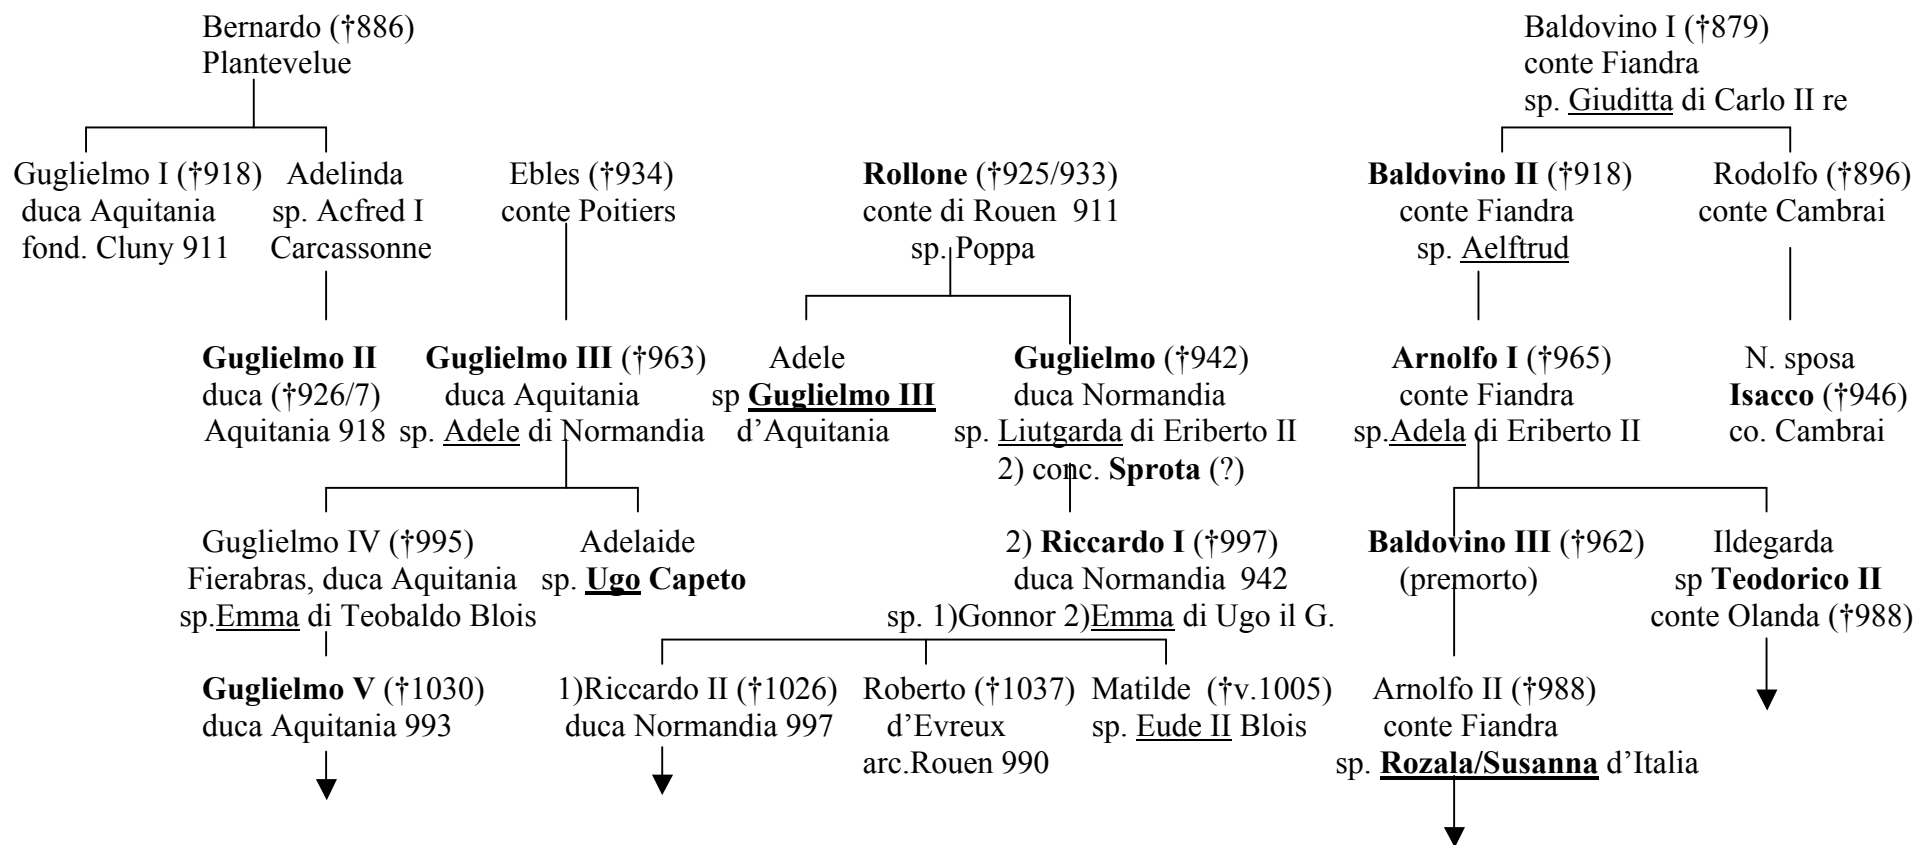 Bernardo (†886)
Plantevelue
Baldovino I (†879)
conte Fiandra
sp. Giuditta di Carlo II re
Guglielmo I (†918)
duca Aquitania
fond. Cluny 911
Adelinda
sp. Acfred I
Carcassonne
Ebles (†934)
conte Poitiers
Rollone (†925/933)
conte di Rouen 911
sp. Poppa
Baldovino II (†918)
conte Fiandra
sp. Aelftrud
Rodolfo (†896)
conte Cambrai
Guglielmo II
duca (†926/7)
Aquitania 918
Guglielmo III (†963)
duca Aquitania
sp. Adele di Normandia
Adele
sp Guglielmo III
d’Aquitania
Guglielmo (†942)
duca Normandia
sp. Liutgarda di Eriberto II
2) conc. Sprota (?)
Arnolfo I (†965)
conte Fiandra
sp.Adela di Eriberto II
N. sposa
Isacco (†946)
co. Cambrai
Guglielmo IV (†995)
Fierabras, duca Aquitania
sp.Emma di Teobaldo Blois
Adelaide
sp. Ugo Capeto
2) Riccardo I (†997)
duca Normandia 942
sp. 1)Gonnor 2)Emma di Ugo il G.
Baldovino III (†962)
(premorto)
Ildegarda
sp Teodorico II
conte Olanda (†988)
Guglielmo V (†1030)
duca Aquitania 993
1)Riccardo II (†1026)
duca Normandia 997
Roberto (†1037)
d’Evreux
arc.Rouen 990
Matilde (†v.1005)
sp. Eude II Blois
Arnolfo II (†988)
conte Fiandra
sp. Rozala/Susanna d’Italia